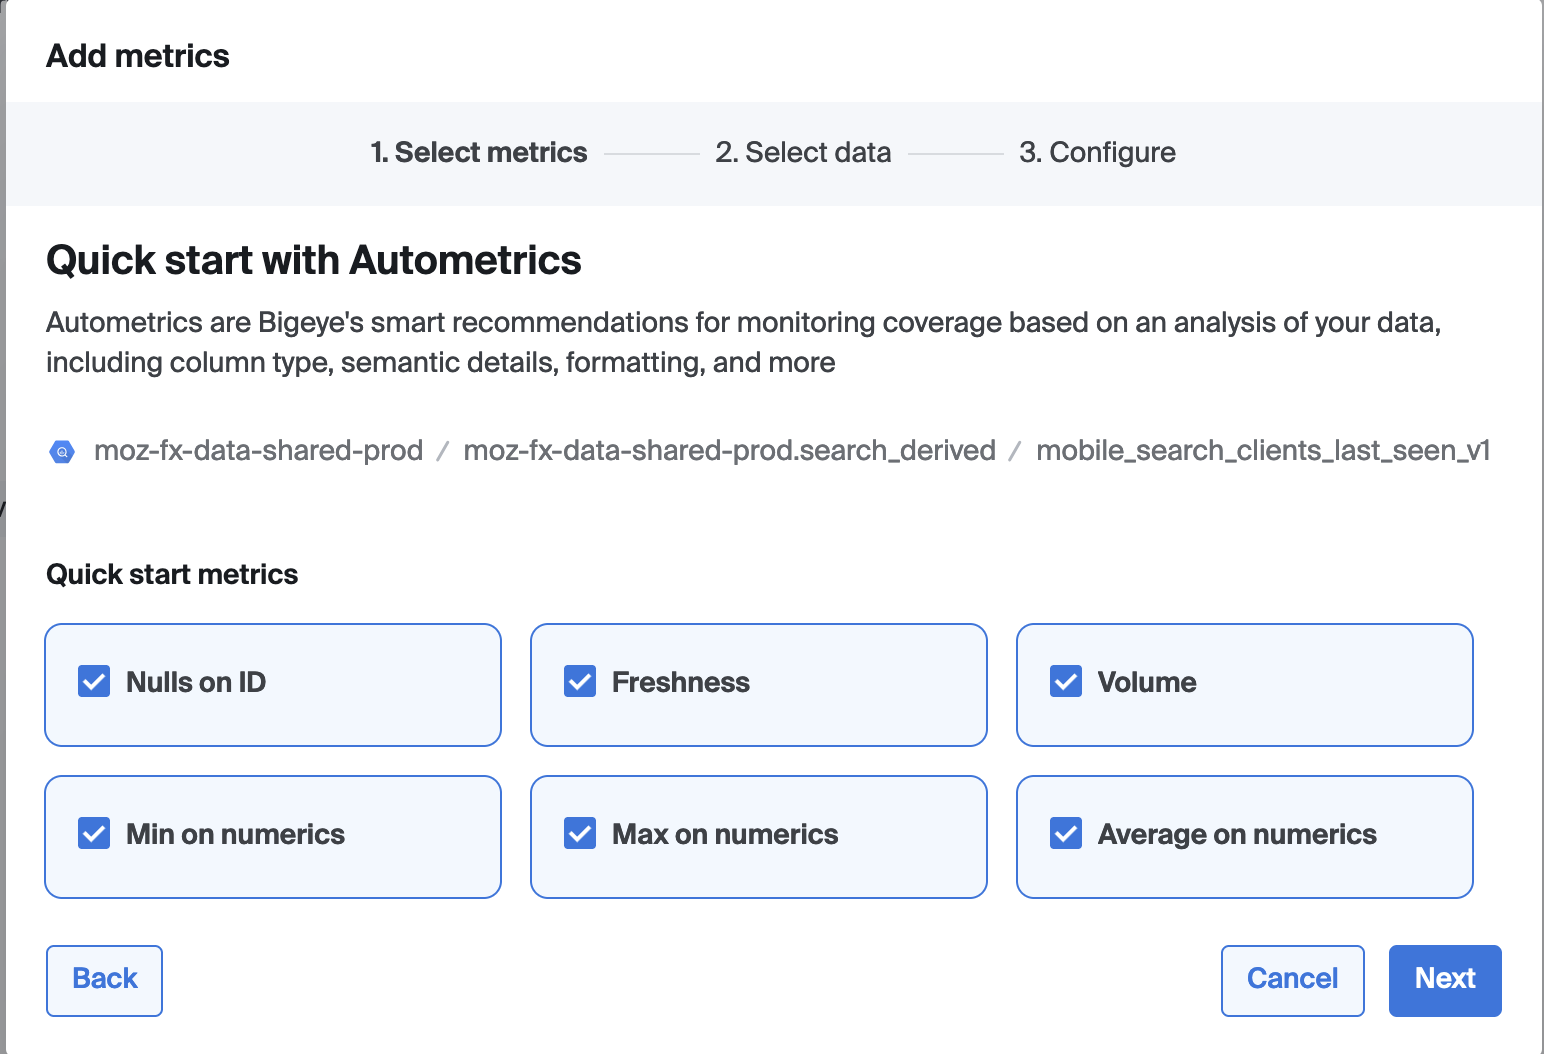 Add metrics
1. Select metrics 2. Select data 3. Configure
Quick start with Autometrics
Autometrics are Bigeye's smart recommendations for monitoring coverage based on an analysis of your data,
including column type, semantic details, formatting, and more
moz-fx-data-shared-prod / moz-fx-data-shared-prod.search_derived / mobile_search_clients_last_seen_v1
Quick start metrics
Nulls on ID Freshness Volume
Min on numerics Max on numerics Average on numerics
Back Cancel Next